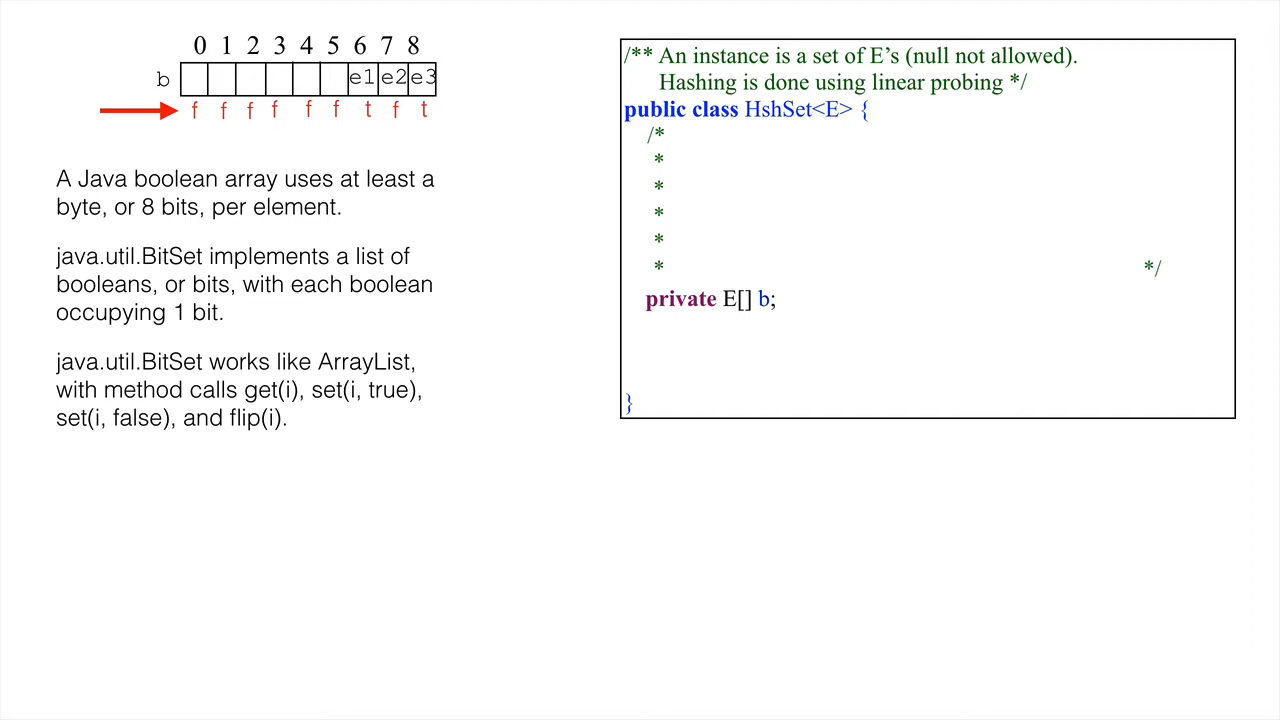 0 1 2 3 4 5 6 7 8
b e1 e2 e3
f f f f f f t f t
A Java boolean array uses at least a
byte, or 8 bits, per element.
java.util.BitSet implements a list of
booleans, or bits, with each boolean
occupying 1 bit.
java.util.BitSet works like ArrayList,
with method calls get(i), set(i, true),
set(i, false), and flip(i).
/** An instance is a set of E’s (null not allowed).
Hashing is done using linear probing */
public class HshSet<E> {
/*
*
*
*
*
* */
private E[] b;
}